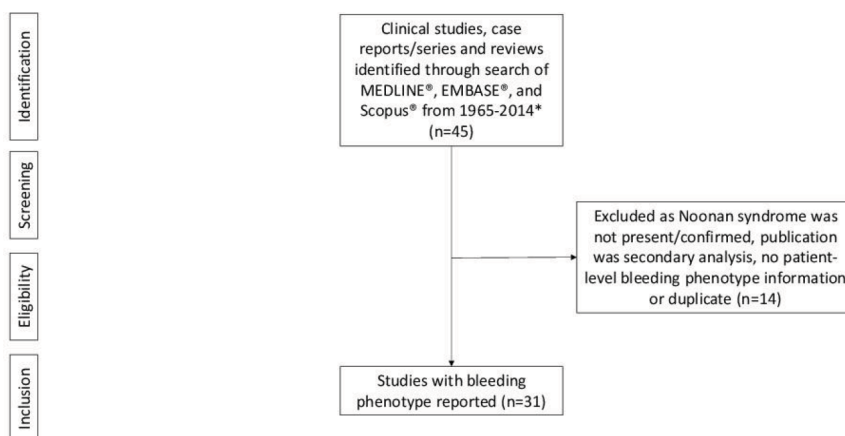 Identification
Clinical studies, case
reports/series and reviews
identified through search of
MEDLINE®, EMBASE®, and
Scopus® from 1965-2014*
(n=45)
Screening
Excluded as Noonan syndrome was
not present/confirmed, publication
was secondary analysis, no patient-
level bleeding phenotype information
or duplicate (n=14)
Eligibility
Inclusion
Studies with bleeding
phenotype reported (n=31)